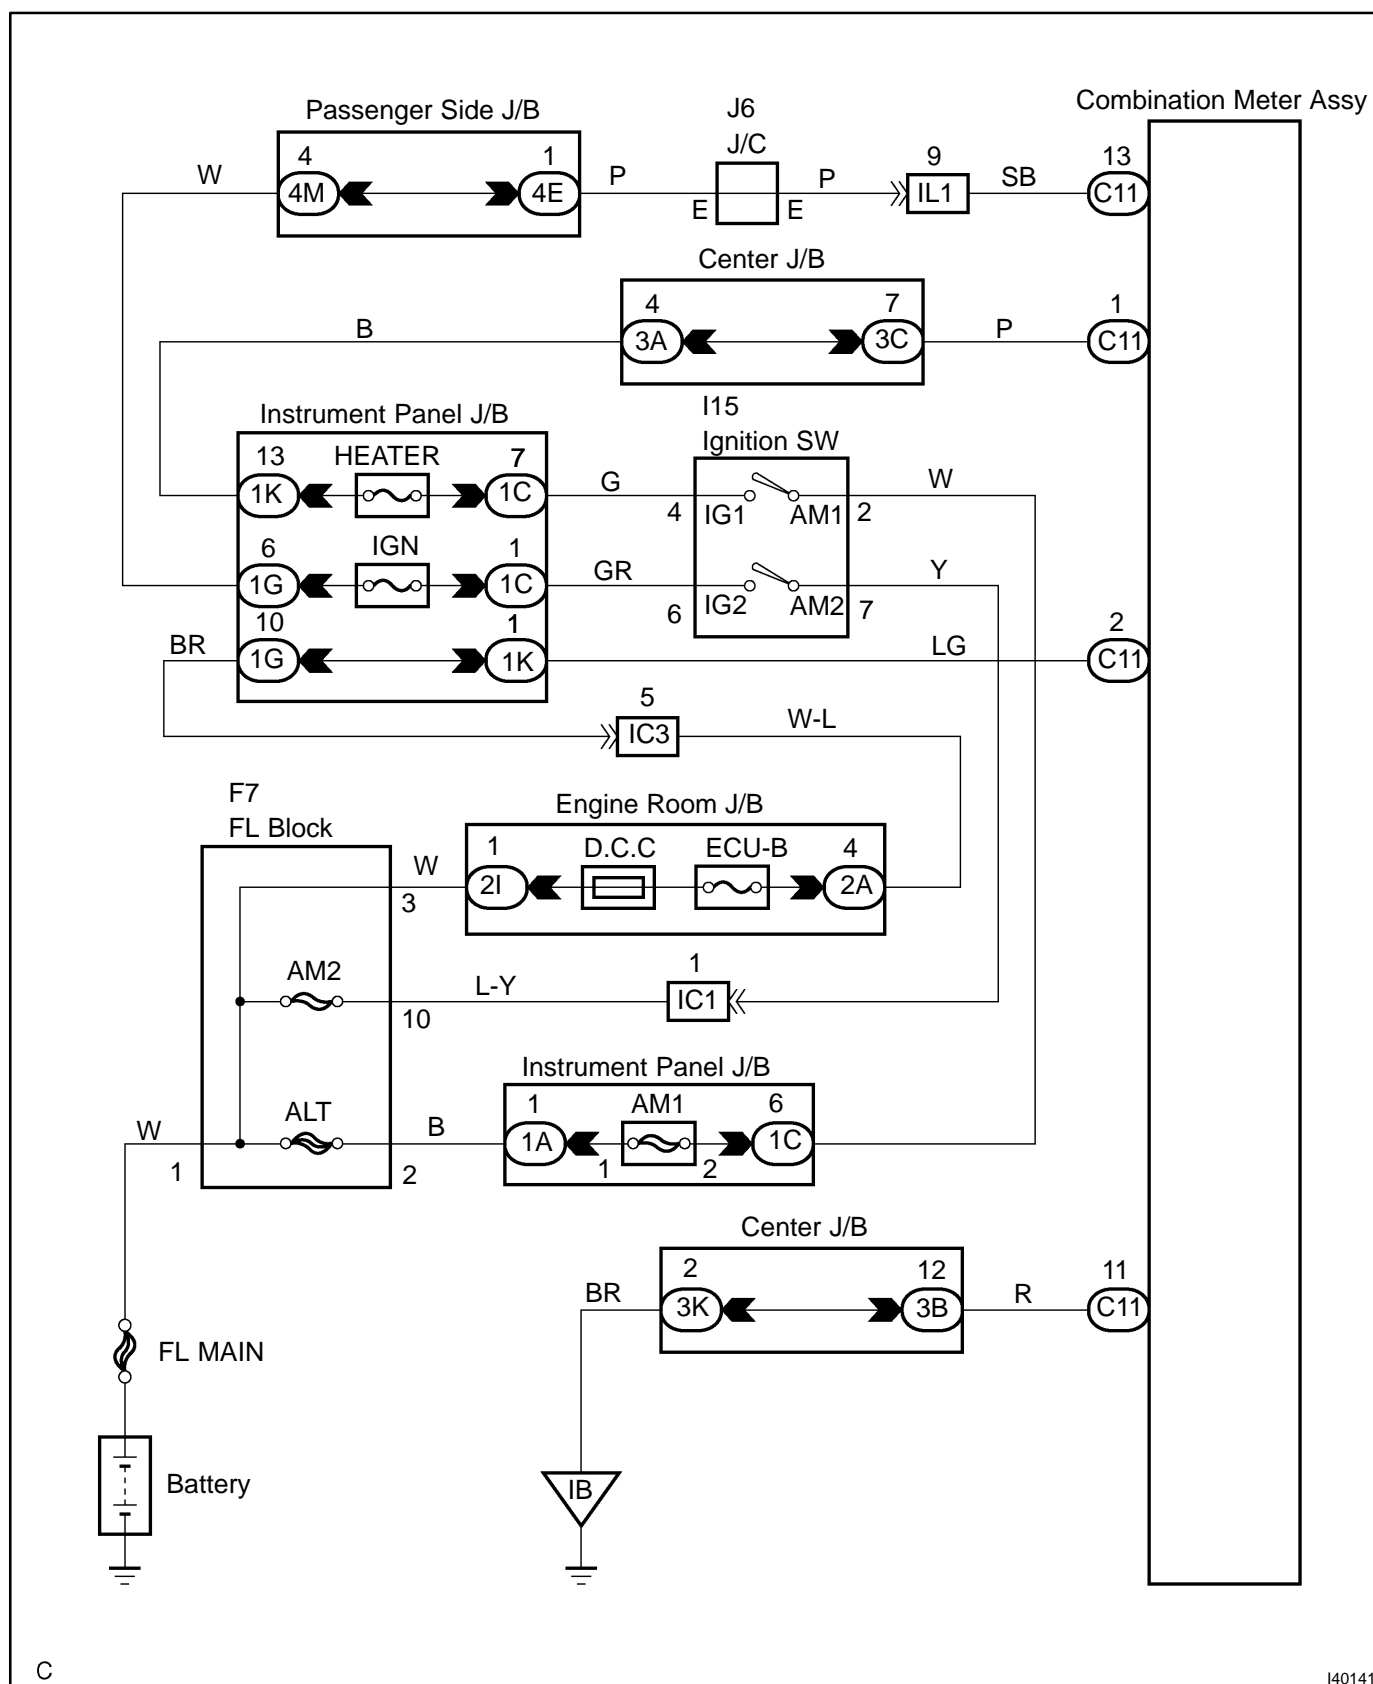 Combination Meter Assy
Passenger Side J/B
J6
J/C
4
1
9
13
W
4M
4E
P
E
E
P
IL1
SB
C11
Center J/B
4
7
1
B
3A
3C
P
C11
Instrument Panel J/B
I15
Ignition SW
13
HEATER
7
1K
1C
G
4
IG1
AM1
2
W
6
IGN
1
1G
1C
GR
6
IG2
AM2
7
Y
10
1
2
BR
1G
1K
LG
C11
5
IC3
W-L
F7
FL Block
Engine Room J/B
1
D.C.C
ECU-B
4
W
3
2I
2A
AM2
10
L-Y
1
IC1
Instrument Panel J/B
W
1
ALT
2
B
1
AM1
6
1A
1
2
1C
Center J/B
2
12
11
BR
3K
3B
R
C11
FL MAIN
Battery
IB
C
I40141